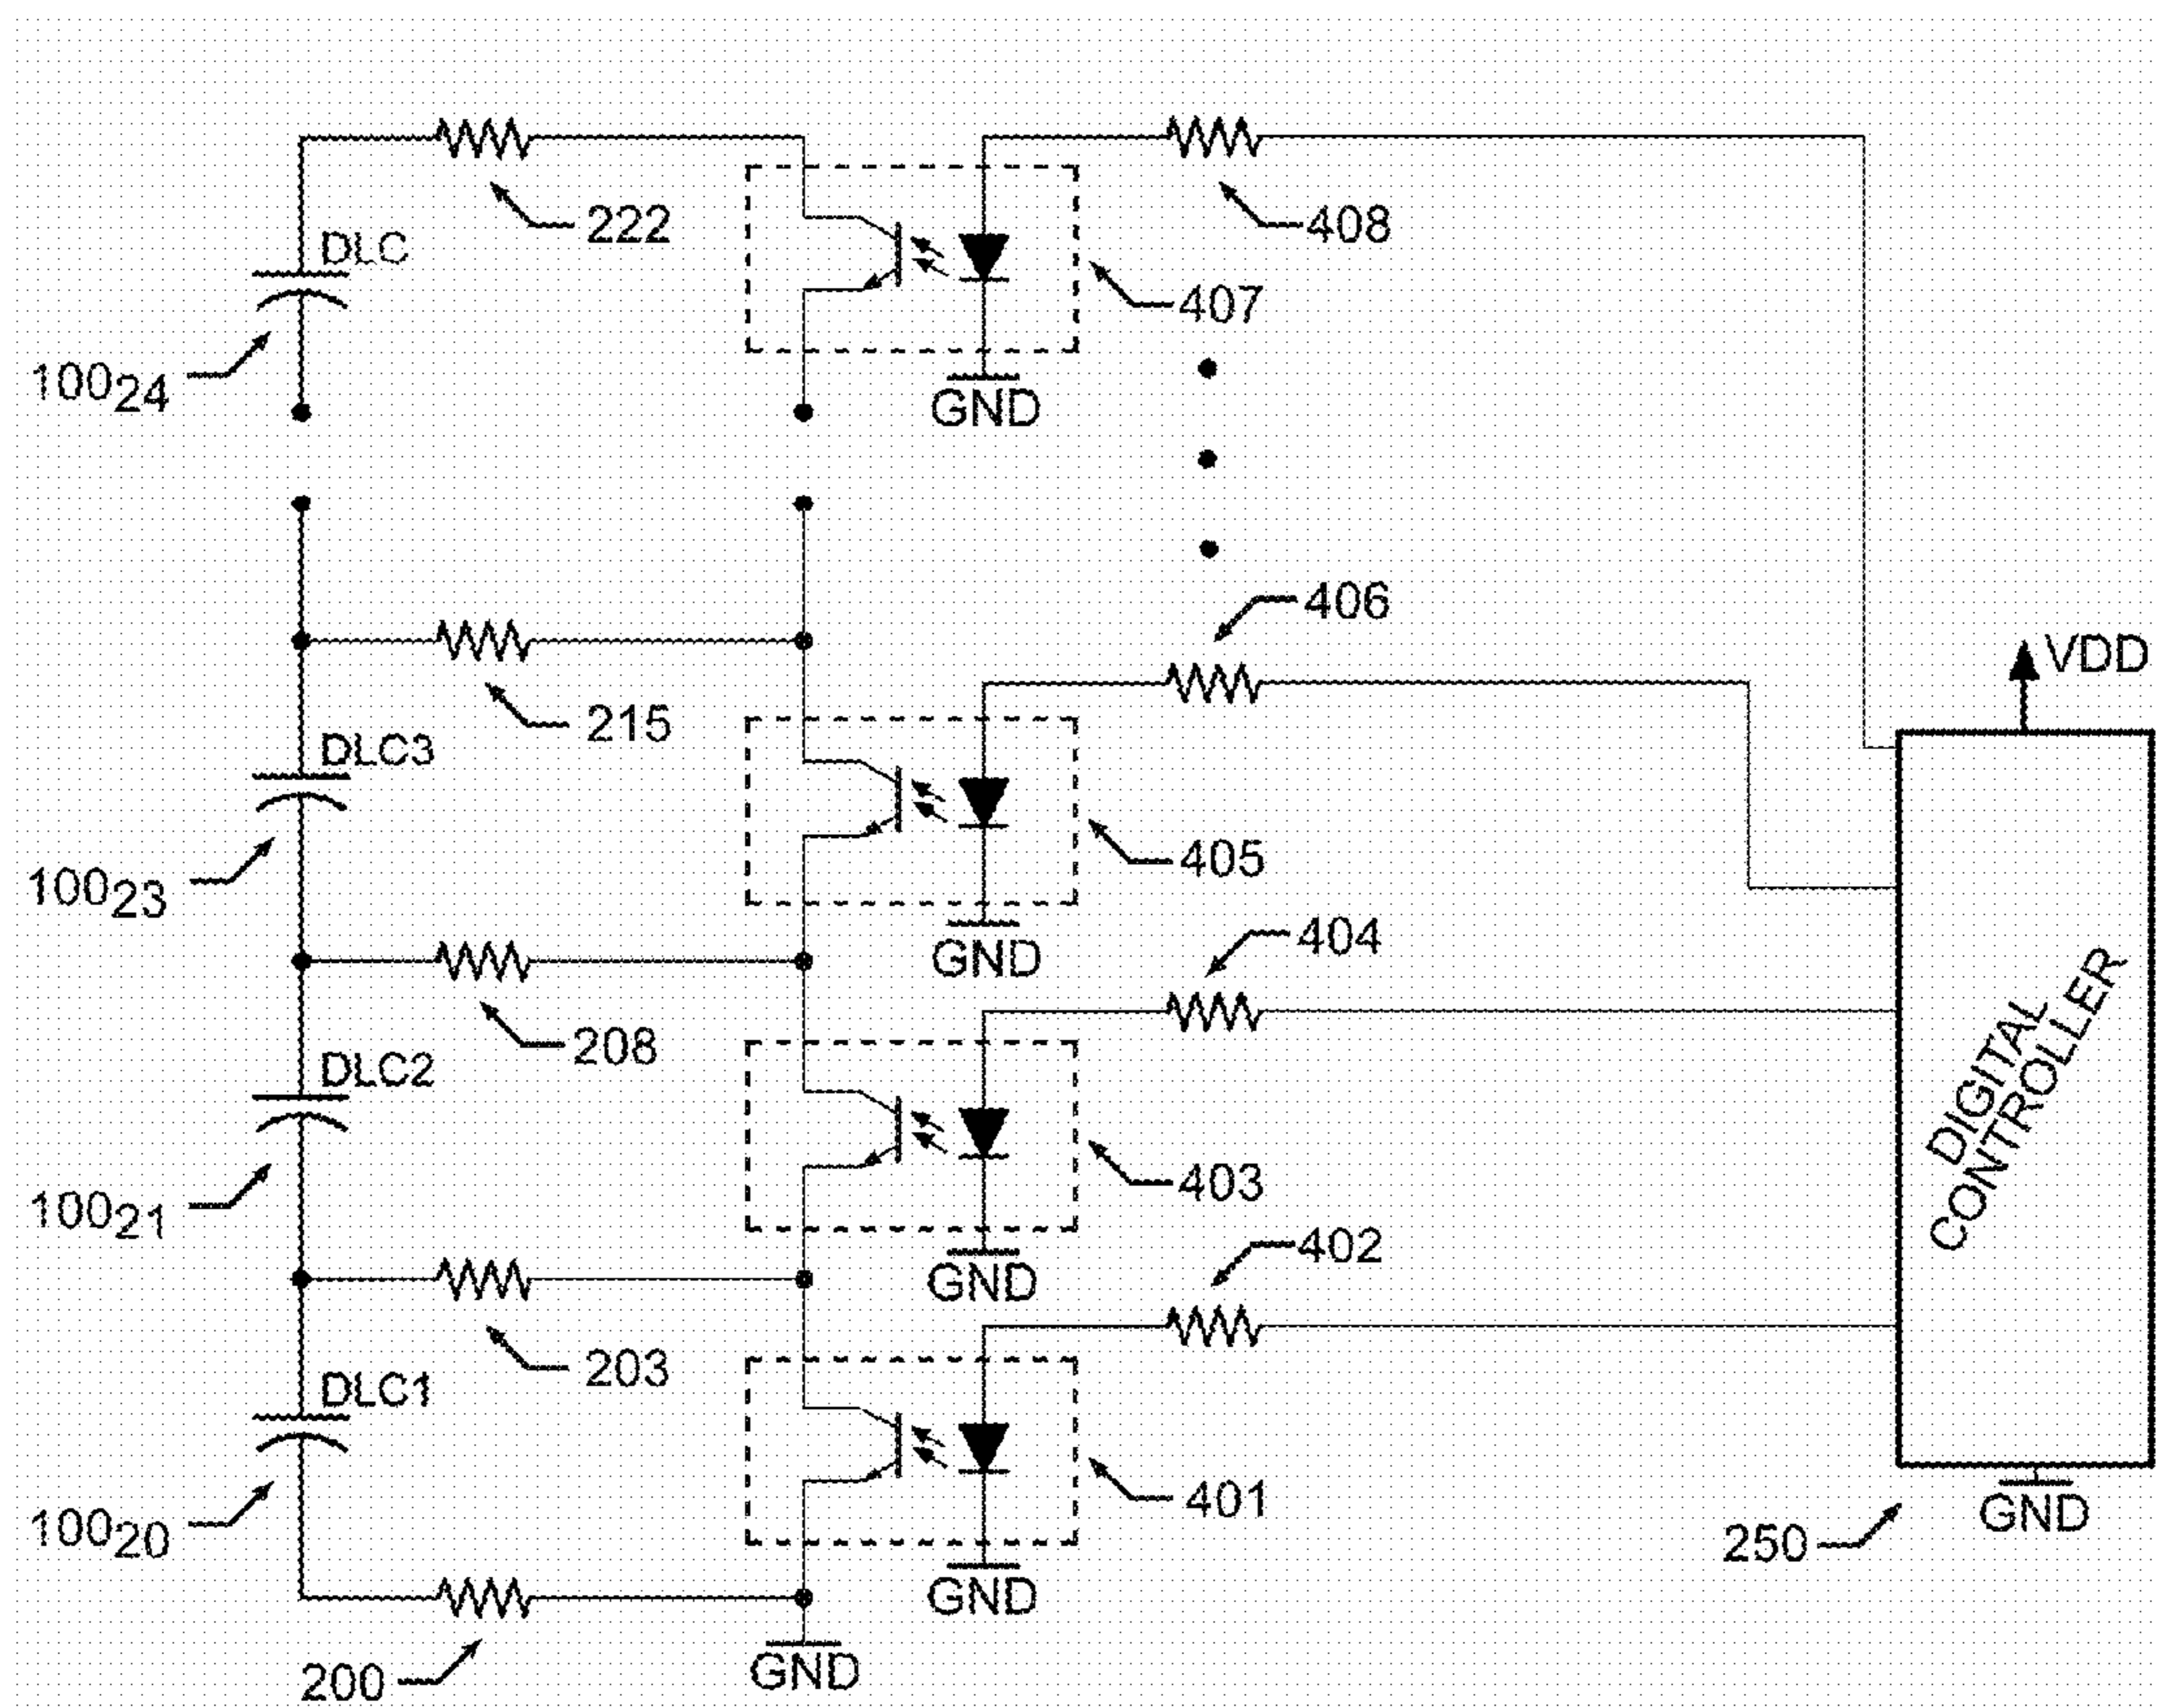 222
408
DLC
407
100₂₄
GND
406
VDD
215
DLC3
405
100₂₃
GND
404
208
DLC2
403
100₂₁
GND
402
203
DLC1
401
100₂₀
GND
DIGITAL
CONTROLLER
GND
250
200
GND